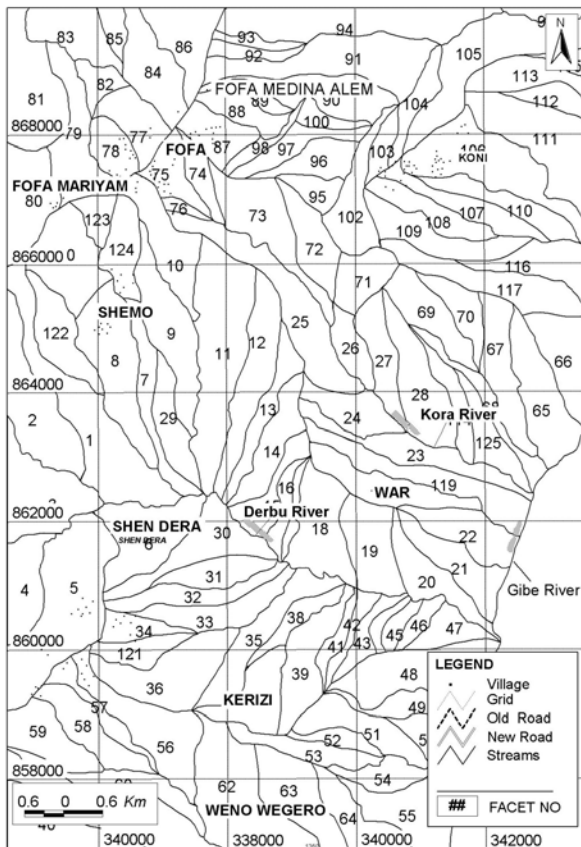 94
83 85 93 N
86 92 105
84 91
82 FOFA MEDINA ALEM 113
81 89 90 104 112
88 100
868000 79 77 87 98 97 103 111
78 FOFA 96 KONI
75 74
FOFA MARIYAM 95 107 110
80 76 73 102 108
123 109
124 72
866000 0 10 116
71 117
SHEMO 25 69 70
122 9 11 12 26 27 67 66
8
864000 7 28
29 13 24 65
2 Kora River
1 14 23 125
16 119
Derbu River WAR
862000 SHEN DERA 30 18
SHEN DERA 19 22
6
31 21 Gibe River
4 5 32 20
38 42 46
860000 34 33 45 47
121 35 41 43
39 48
36
KERIZI 49
57 51
59 58 56 52
53
858000 54
62 63
0.6 0 0.6 Km WENO WEGERO 64 55
340000 338000 340000 342000
LEGEND
Village
Grid
Old Road
New Road
Streams
## FACET NO